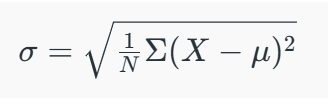 σ = √(1/N Σ(X − μ)²)